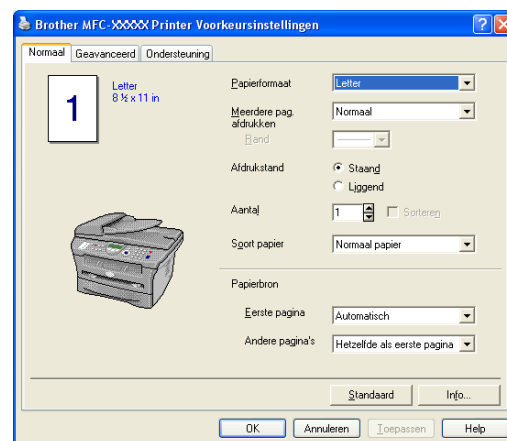 Brother MFC-XXXXX Printer Voorkeursinstellingen
Normaal Geavanceerd Ondersteuning
1
Letter
8 ½ x 11 in
Papierformaat Letter
Meerdere pag. afdrukken Normaal
Rand
Afdrukstand Staand
Liggend
Aantal 1 Sorteren
Soort papier Normaal papier
Papierbron
Eerste pagina Automatisch
Andere pagina's Hetzelfde als eerste pagina
Standaard Info...
OK Annuleren Toepassen Help